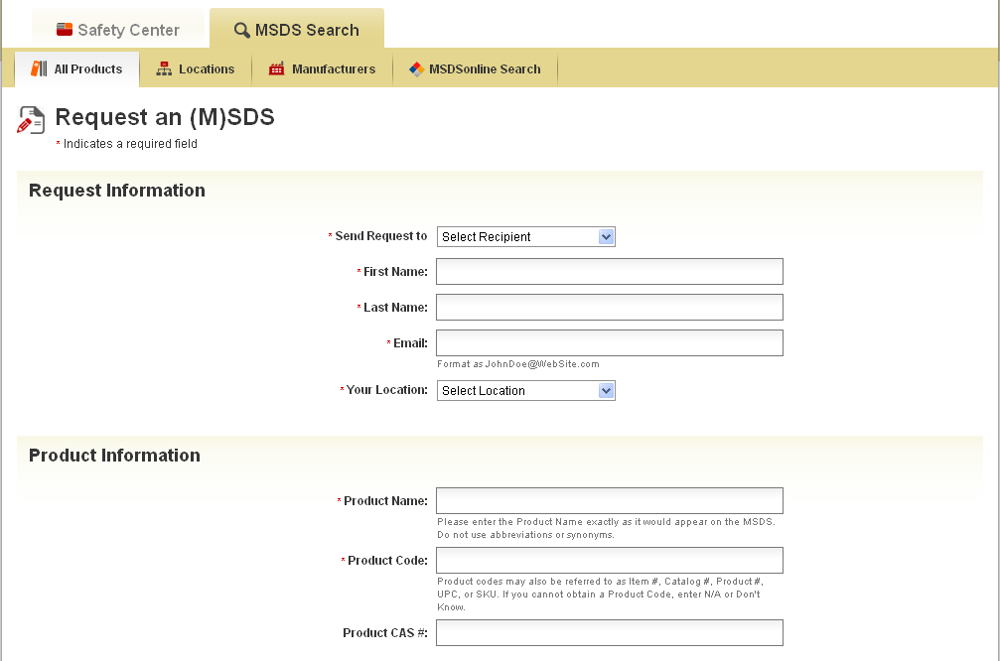 Safety Center
MSDS Search
All Products
Locations
Manufacturers
MSDSonline Search
Request an (M)SDS
* Indicates a required field
Request Information
* Send Request to
Select Recipient
* First Name:
* Last Name:
* Email:
Format as JohnDoe@WebSite.com
* Your Location:
Select Location
Product Information
* Product Name:
Please enter the Product Name exactly as it would appear on the MSDS.
Do not use abbreviations or synonyms.
* Product Code:
Product codes may also be referred to as Item #, Catalog #, Product #,
UPC, or SKU. If you cannot obtain a Product Code, enter N/A or Don't
Know.
Product CAS #: